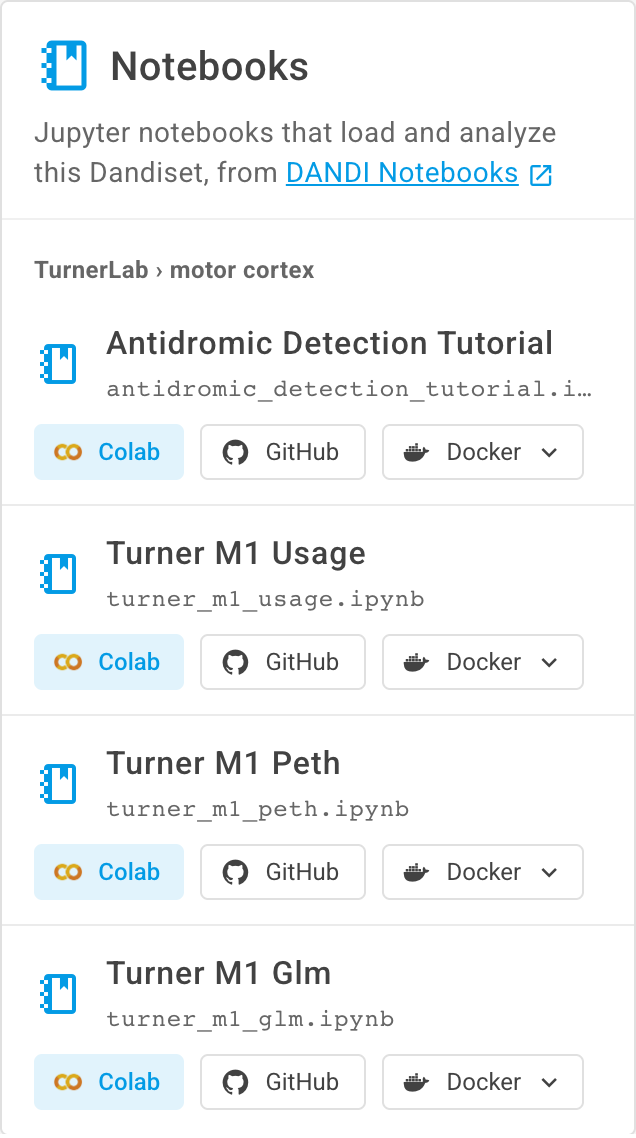 Notebooks
Jupyter notebooks that load and analyze
this Dandiset, from DANDI Notebooks
TurnerLab › motor cortex
Antidromic Detection Tutorial
antidromic_detection_tutorial.i…
Colab GitHub Docker
Turner M1 Usage
turner_m1_usage.ipynb
Colab GitHub Docker
Turner M1 Peth
turner_m1_peth.ipynb
Colab GitHub Docker
Turner M1 Glm
turner_m1_glm.ipynb
Colab GitHub Docker